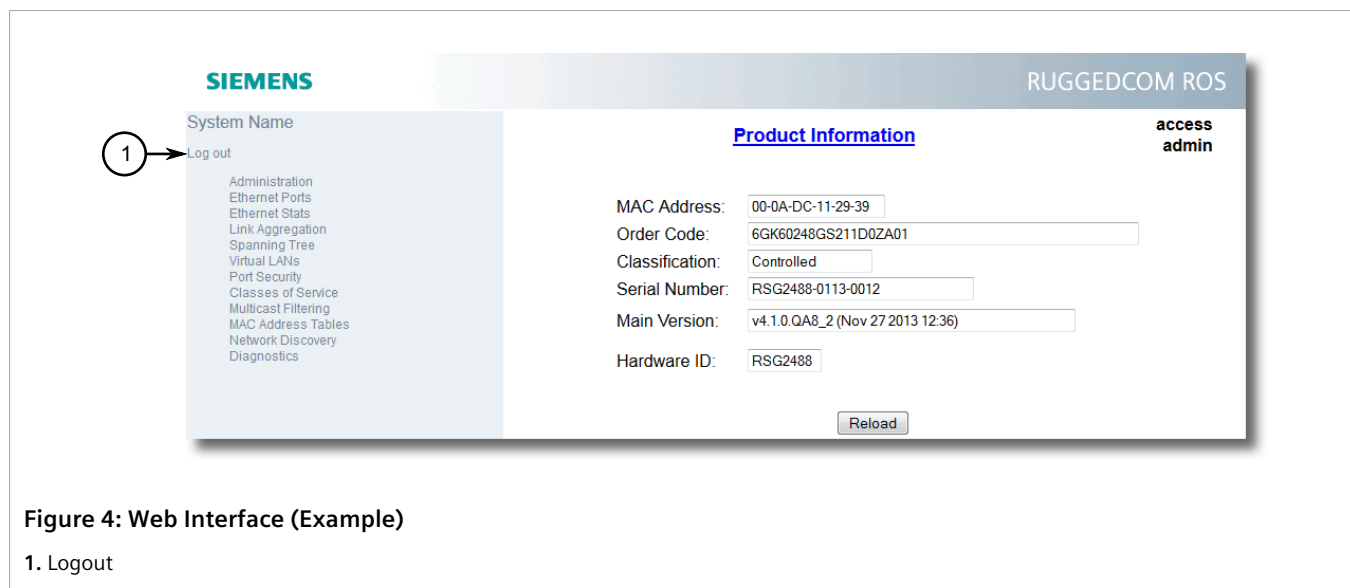 SIEMENS
RUGGEDCOM ROS
System Name
1
Log out
Administration
Ethernet Ports
Ethernet Stats
Link Aggregation
Spanning Tree
Virtual LANs
Port Security
Classes of Service
Multicast Filtering
MAC Address Tables
Network Discovery
Diagnostics
Product Information
access
admin
MAC Address: 00-0A-DC-11-29-39
Order Code: 6GK60248GS211D0ZA01
Classification: Controlled
Serial Number: RSG2488-0113-0012
Main Version: v4.1.0.QA8_2 (Nov 27 2013 12:36)
Hardware ID: RSG2488
Reload
Figure 4: Web Interface (Example)
1. Logout